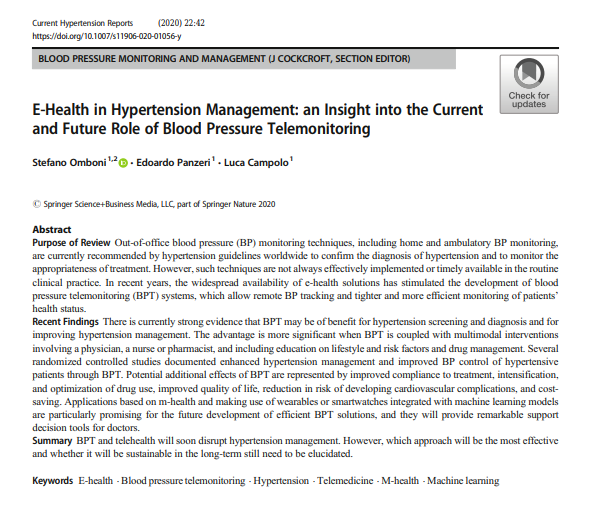 Current Hypertension Reports (2020) 22:42
https://doi.org/10.1007/s11906-020-01056-y
BLOOD PRESSURE MONITORING AND MANAGEMENT (J COCKCROFT, SECTION EDITOR)
Check for
updates
E-Health in Hypertension Management: an Insight into the Current
and Future Role of Blood Pressure Telemonitoring
Stefano Omboni 1,2 iD · Edoardo Panzeri 1 · Luca Campolo 1
© Springer Science+Business Media, LLC, part of Springer Nature 2020
Abstract
Purpose of Review Out-of-office blood pressure (BP) monitoring techniques, including home and ambulatory BP monitoring,
are currently recommended by hypertension guidelines worldwide to confirm the diagnosis of hypertension and to monitor the
appropriateness of treatment. However, such techniques are not always effectively implemented or timely available in the routine
clinical practice. In recent years, the widespread availability of e-health solutions has stimulated the development of blood
pressure telemonitoring (BPT) systems, which allow remote BP tracking and tighter and more efficient monitoring of patients'
health status.
Recent Findings There is currently strong evidence that BPT may be of benefit for hypertension screening and diagnosis and for
improving hypertension management. The advantage is more significant when BPT is coupled with multimodal interventions
involving a physician, a nurse or pharmacist, and including education on lifestyle and risk factors and drug management. Several
randomized controlled studies documented enhanced hypertension management and improved BP control of hypertensive
patients through BPT. Potential additional effects of BPT are represented by improved compliance to treatment, intensification,
and optimization of drug use, improved quality of life, reduction in risk of developing cardiovascular complications, and cost-
saving. Applications based on m-health and making use of wearables or smartwatches integrated with machine learning models
are particularly promising for the future development of efficient BPT solutions, and they will provide remarkable support
decision tools for doctors.
Summary BPT and telehealth will soon disrupt hypertension management. However, which approach will be the most effective
and whether it will be sustainable in the long-term still need to be elucidated.
Keywords E-health · Blood pressure telemonitoring · Hypertension · Telemedicine · M-health · Machine learning